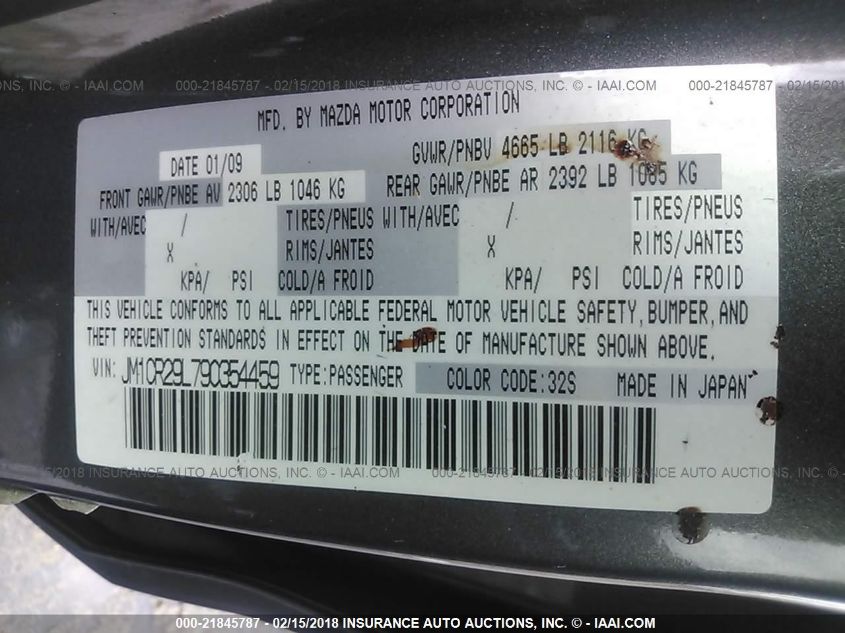 - IAAI.COM 000-21845787 - 02/15/2018 INSURANCE AUTO AUCTIONS, INC. © - IAAI.COM 000-21845787 - 02/15/2018
MFD. BY MAZDA MOTOR CORPORATION
DATE 01/09 GVWR/PNBV 4665 LB 2116 KG
FRONT GAWR/PNBE AV 2306 LB 1046 KG REAR GAWR/PNBE AR 2392 LB 1085 KG
WITH/AVEC / TIRES/PNEUS WITH/AVEC / TIRES/PNEUS
X RIMS/JANTES X RIMS/JANTES
KPA/ PSI COLD/A FROID KPA/ PSI COLD/A FROID
THIS VEHICLE CONFORMS TO ALL APPLICABLE FEDERAL MOTOR VEHICLE SAFETY, BUMPER, AND
THEFT PREVENTION STANDARDS IN EFFECT ON THE DATE OF MANUFACTURE SHOWN ABOVE.
VIN: JM1CR29L790354459 TYPE:PASSENGER COLOR CODE:32S MADE IN JAPAN
/2018 INSURANCE AUTO AUCTIONS, INC. © - IAAI.COM 000-21845787 - 02/15/2018 INSURANCE AUTO AUCTIONS, INC.
000-21845787 - 02/15/2018 INSURANCE AUTO AUCTIONS, INC. © - IAAI.COM